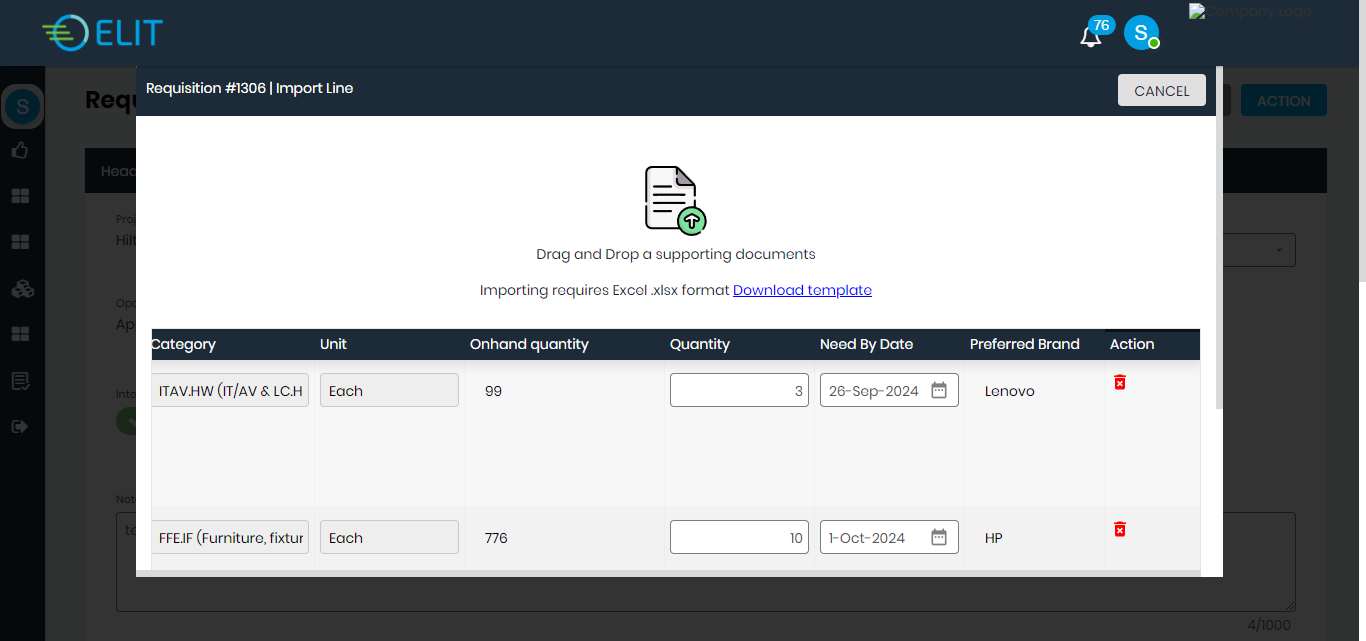 ELIT
76
S
Company Logo
S
Requ
Requisition #1306 | Import Line
CANCEL
ACTION
Head
Proj
Hilt
Drag and Drop a supporting documents
Importing requires Excel .xlsx format Download template
Opo
Ap
Category Unit Onhand quantity Quantity Need By Date Preferred Brand Action
ITAV.HW (IT/AV & LC.H Each 99 3 26-Sep-2024 Lenovo
Into
Note
te
FFE.IF (Furniture, fixtur Each 776 10 1-Oct-2024 HP
4/1000